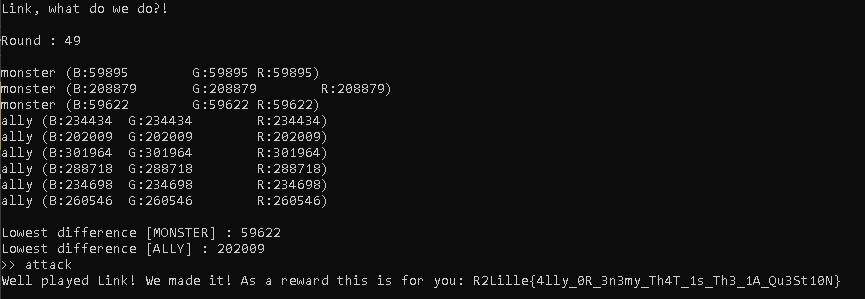 Link, what do we do?!
Round : 49
monster (B:59895 G:59895 R:59895)
monster (B:208879 G:208879 R:208879)
monster (B:59622 G:59622 R:59622)
ally (B:234434 G:234434 R:234434)
ally (B:202009 G:202009 R:202009)
ally (B:301964 G:301964 R:301964)
ally (B:288718 G:288718 R:288718)
ally (B:234698 G:234698 R:234698)
ally (B:260546 G:260546 R:260546)
Lowest difference [MONSTER] : 59622
Lowest difference [ALLY] : 202009
>> attack
Well played Link! We made it! As a reward this is for you: R2Lille{4lly_0R_3n3my_Th4T_1s_Th3_1A_Qu3St10N}